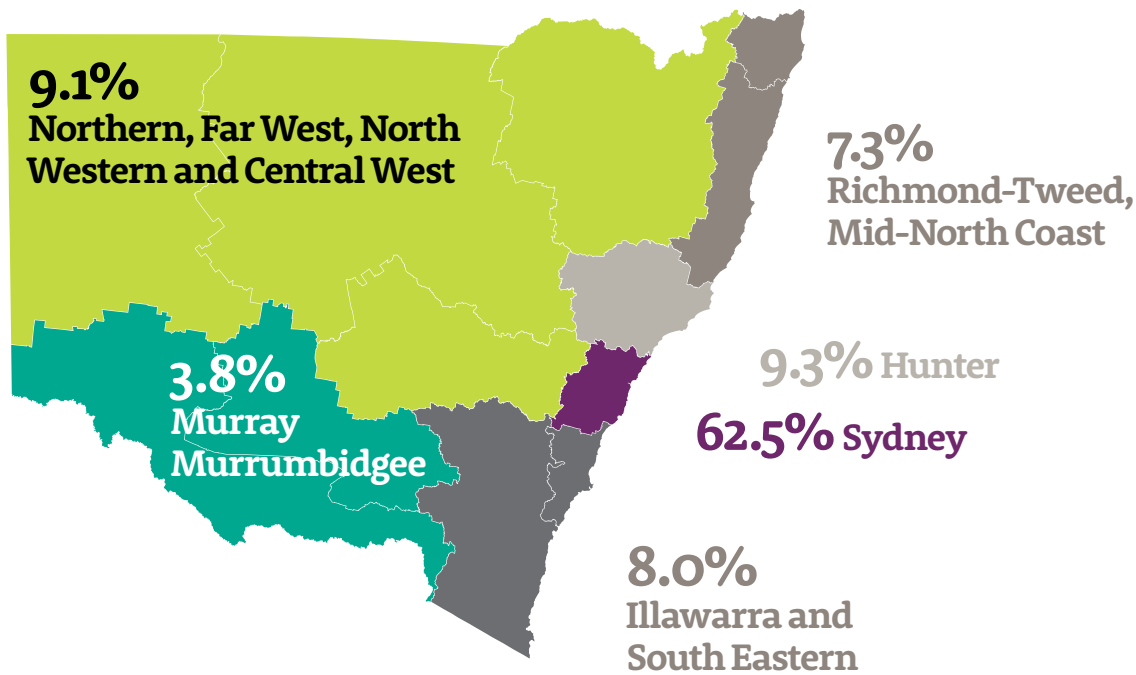 9.1%
Northern, Far West, North
Western and Central West
7.3%
Richmond-Tweed,
Mid-North Coast
3.8%
Murray
Murrumbidgee
9.3% Hunter
62.5% Sydney
8.0%
Illawarra and
South Eastern